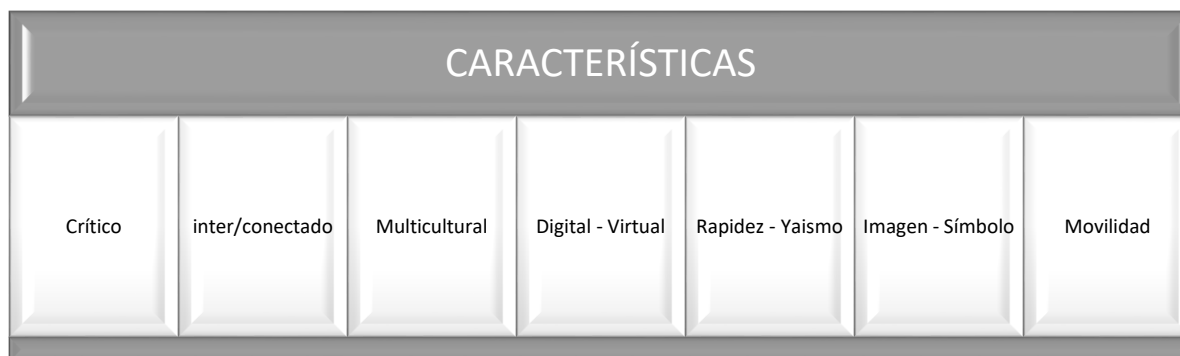 CARACTERÍSTICAS
Crítico
inter/conectado
Multicultural
Digital - Virtual
Rapidez - Yaismo
Imagen - Símbolo
Movilidad